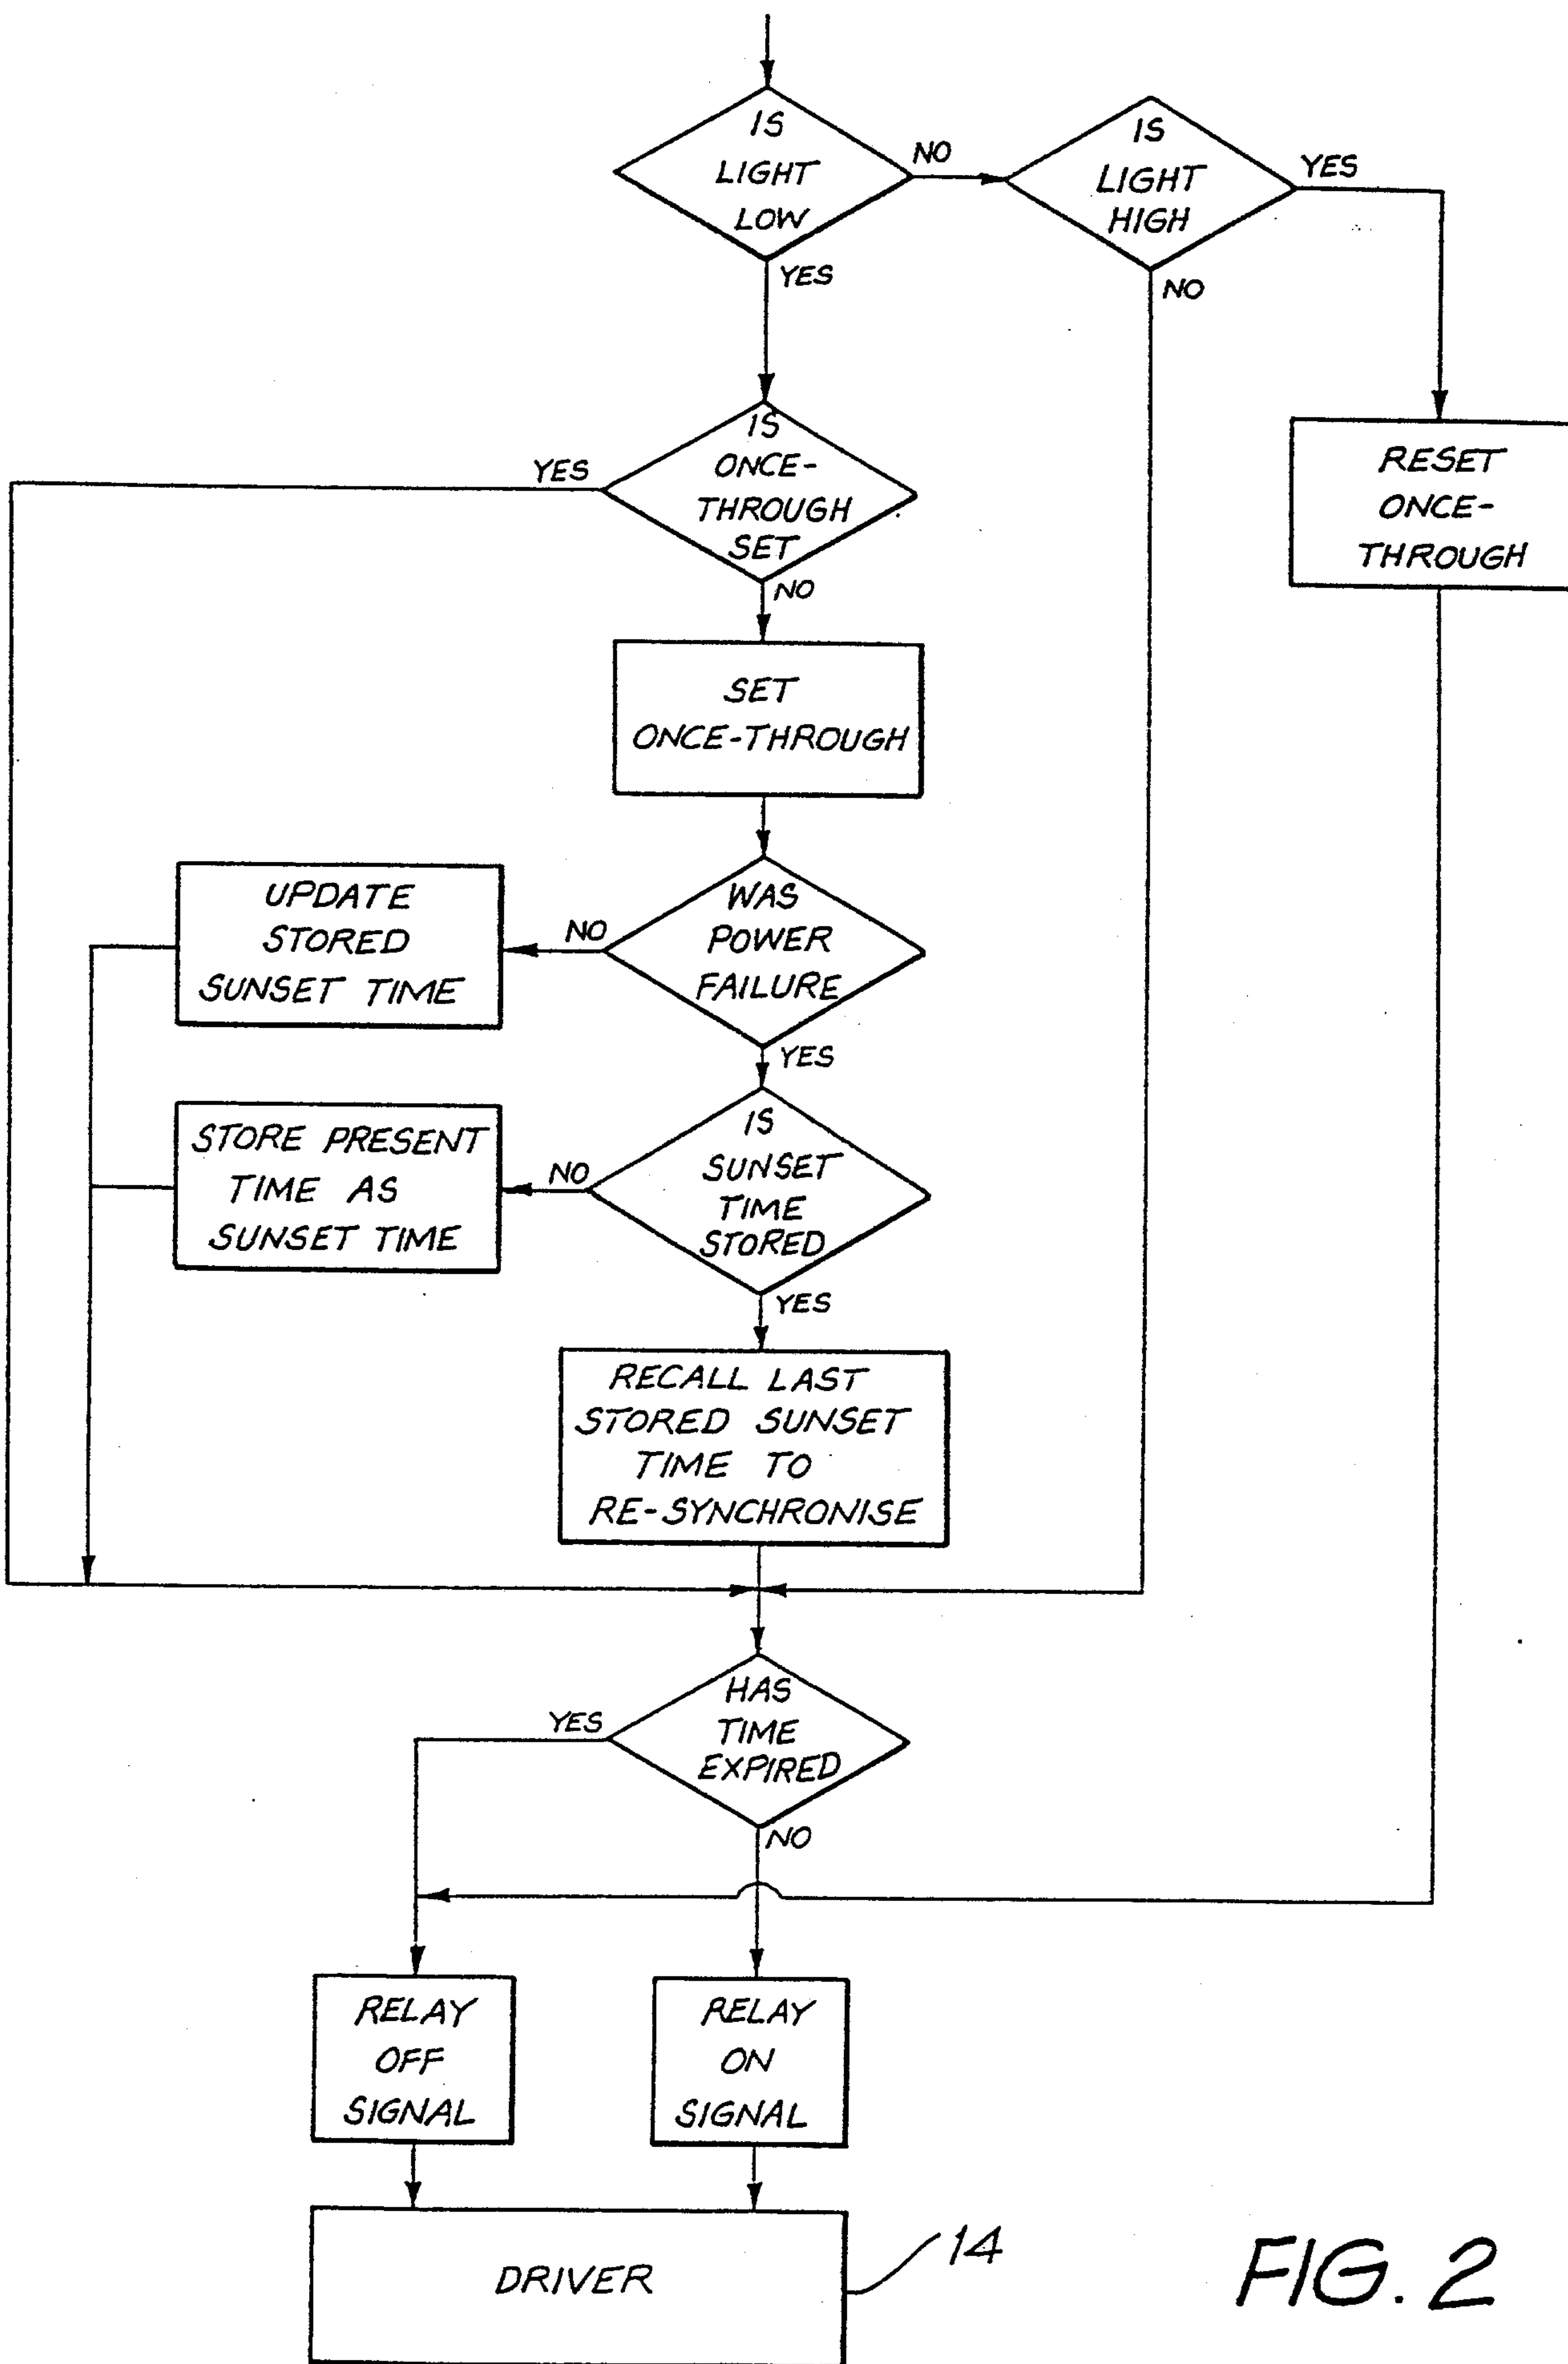 IS
LIGHT
LOW
NO
YES
IS
LIGHT
HIGH
YES
NO
IS
ONCE-
THROUGH
SET
YES
NO
RESET
ONCE-
THROUGH
SET
ONCE-THROUGH
WAS
POWER
FAILURE
NO
YES
UPDATE
STORED
SUNSET TIME
IS
SUNSET
TIME
STORED
NO
YES
STORE PRESENT
TIME AS
SUNSET TIME
RECALL LAST
STORED SUNSET
TIME TO
RE-SYNCHRONISE
HAS
TIME
EXPIRED
YES
NO
RELAY
OFF
SIGNAL
RELAY
ON
SIGNAL
DRIVER
14
FIG. 2